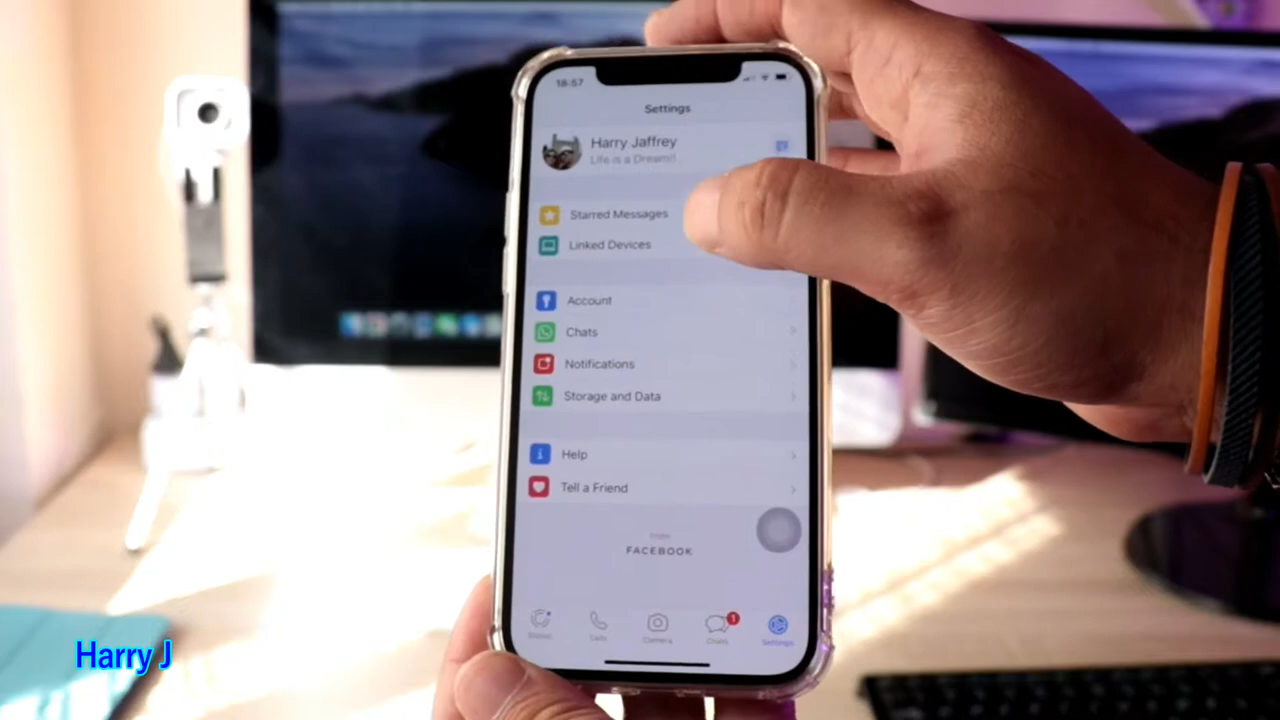 18:57
Settings
Harry Jaffrey
Life is a Dream!!
Starred Messages
Linked Devices
Account
Chats
Notifications
Storage and Data
Help
Tell a Friend
from
FACEBOOK
Status
Calls
Camera
Chats
1
Settings
Harry J